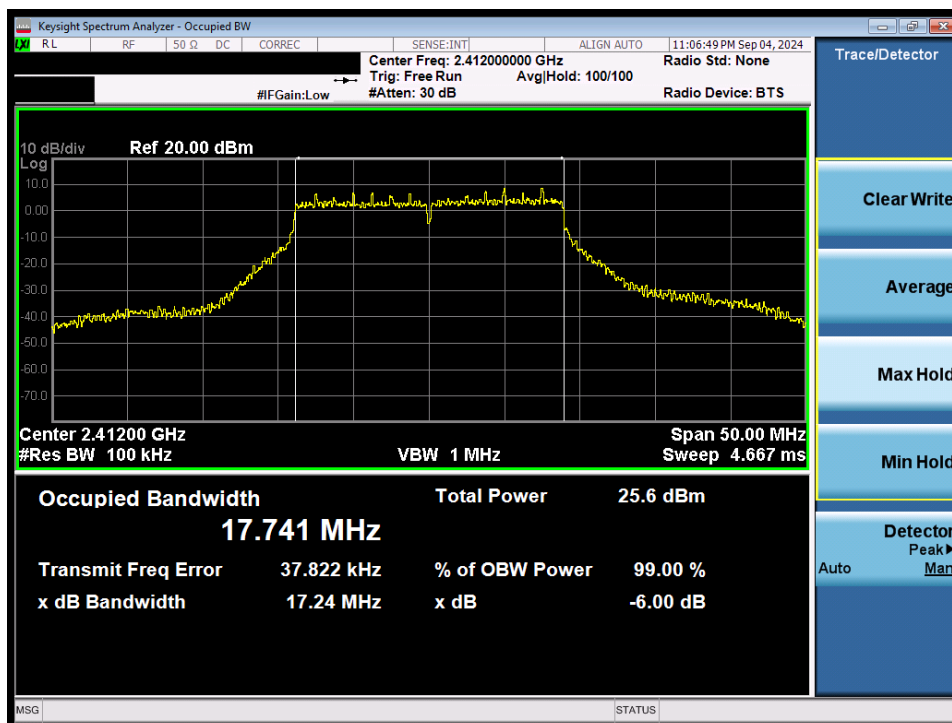 Keysight Spectrum Analyzer - Occupied BW
LXI RL RF 50 Ω DC CORREC SENSE:INT ALIGN AUTO 11:06:49 PM Sep 04, 2024
Center Freq: 2.412000000 GHz Radio Std: None
Trig: Free Run Avg|Hold: 100/100
#IFGain:Low #Atten: 30 dB Radio Device: BTS
10 dB/div Ref 20.00 dBm
Log
10.0
0.00
-10.0
-20.0
-30.0
-40.0
-50.0
-60.0
-70.0
Center 2.41200 GHz Span 50.00 MHz
#Res BW 100 kHz VBW 1 MHz Sweep 4.667 ms
Occupied Bandwidth Total Power 25.6 dBm
17.741 MHz
Transmit Freq Error 37.822 kHz % of OBW Power 99.00 %
x dB Bandwidth 17.24 MHz x dB -6.00 dB
MSG STATUS
Trace/Detector
Clear Write
Average
Max Hold
Min Hold
Detector
Peak▶
Auto Man